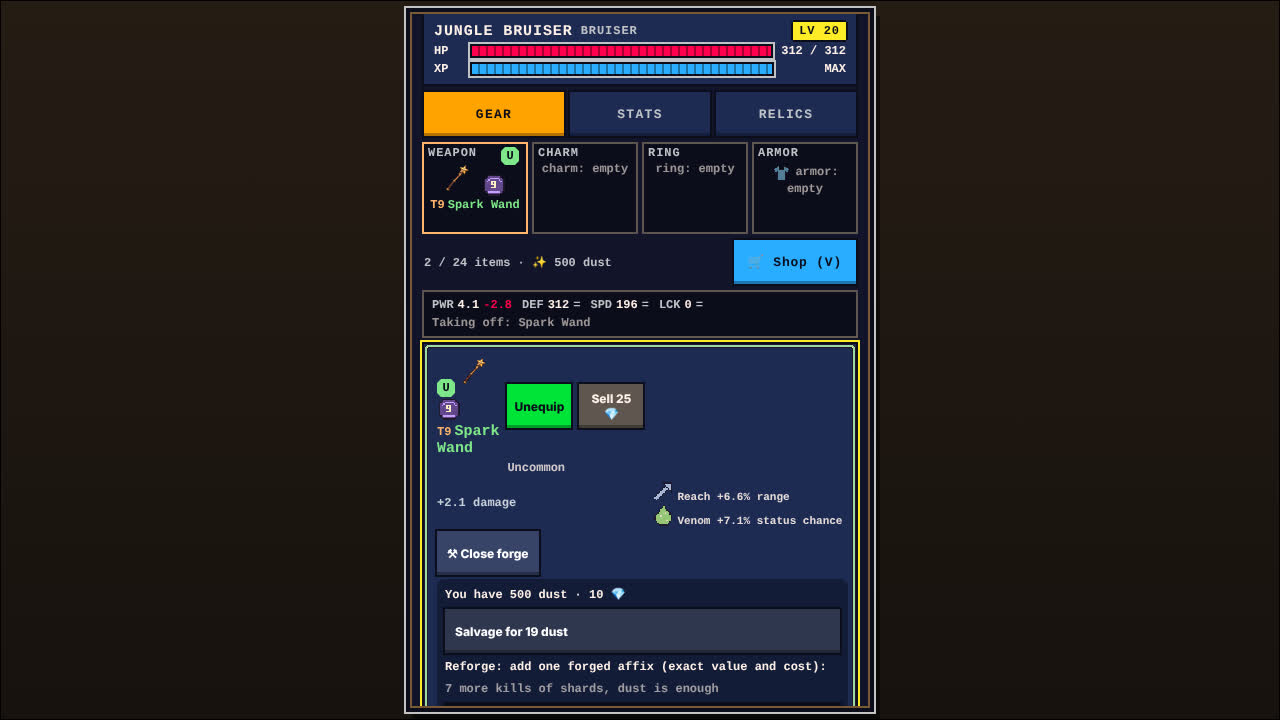 JUNGLE BRUISER BRUISER LV 20
HP 312 / 312
XP MAX
GEAR STATS RELICS
WEAPON U CHARM RING ARMOR
charm: empty ring: empty armor: empty
9
T9 Spark Wand
2 / 24 items · ✨ 500 dust 🛒 Shop (V)
PWR 4.1 -2.8 DEF 312 = SPD 196 = LCK 0 =
Taking off: Spark Wand
U
9
T9 Spark
Wand
Unequip
Sell 25
💎
Uncommon
+2.1 damage
Reach +6.6% range
Venom +7.1% status chance
⚒ Close forge
You have 500 dust · 10 💎
Salvage for 19 dust
Reforge: add one forged affix (exact value and cost):
7 more kills of shards, dust is enough